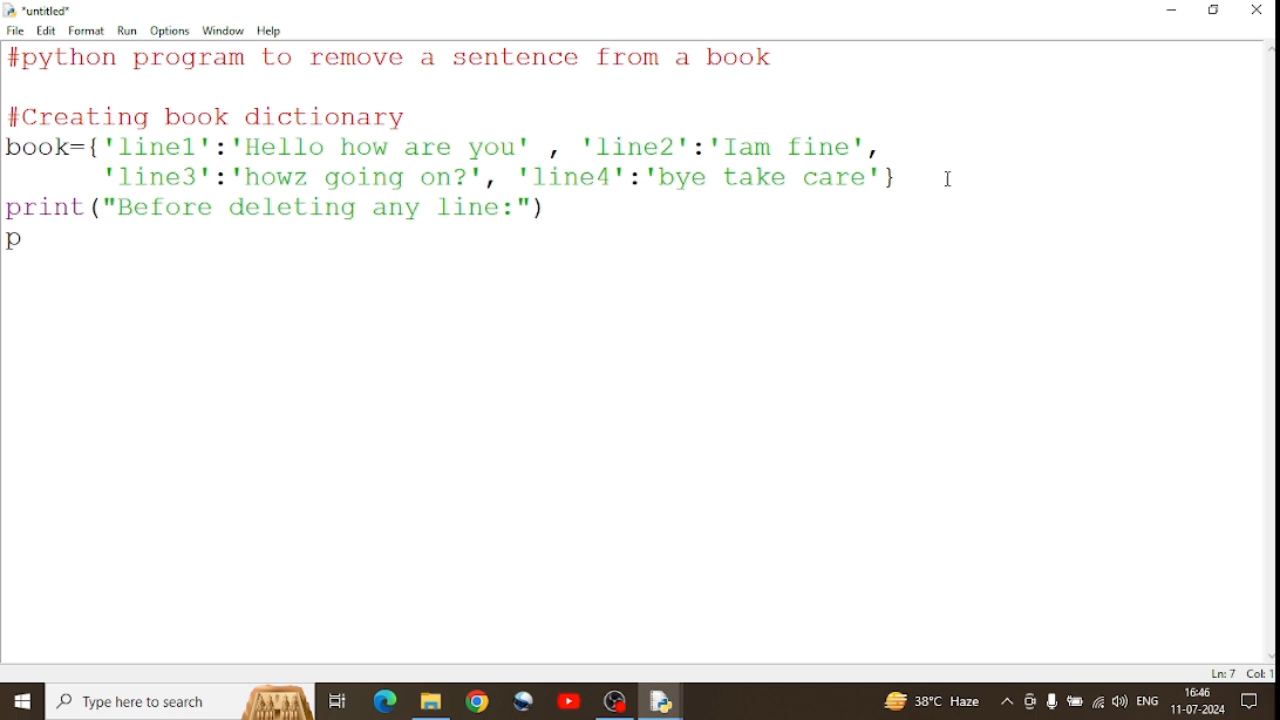 *untitled*
File Edit Format Run Options Window Help
#python program to remove a sentence from a book
#Creating book dictionary
book={'line1':'Hello how are you' , 'line2':'Iam fine',
'line3':'howz going on?', 'line4':'bye take care'}
print("Before deleting any line:")
p
Ln: 7 Col: 1
Type here to search
38°C Haze
ENG
16:46
11-07-2024